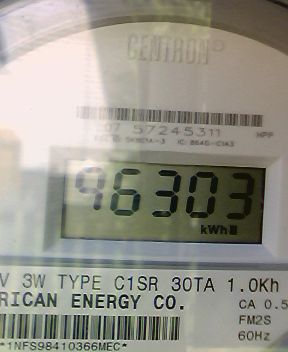 CENTRON
57245311
96303
kWh
V 3W TYPE C1SR 30TA 1.0Kh
RICAN ENERGY CO.
CA 0.5
FM2S
*1NFS98410366MEC*
60Hz